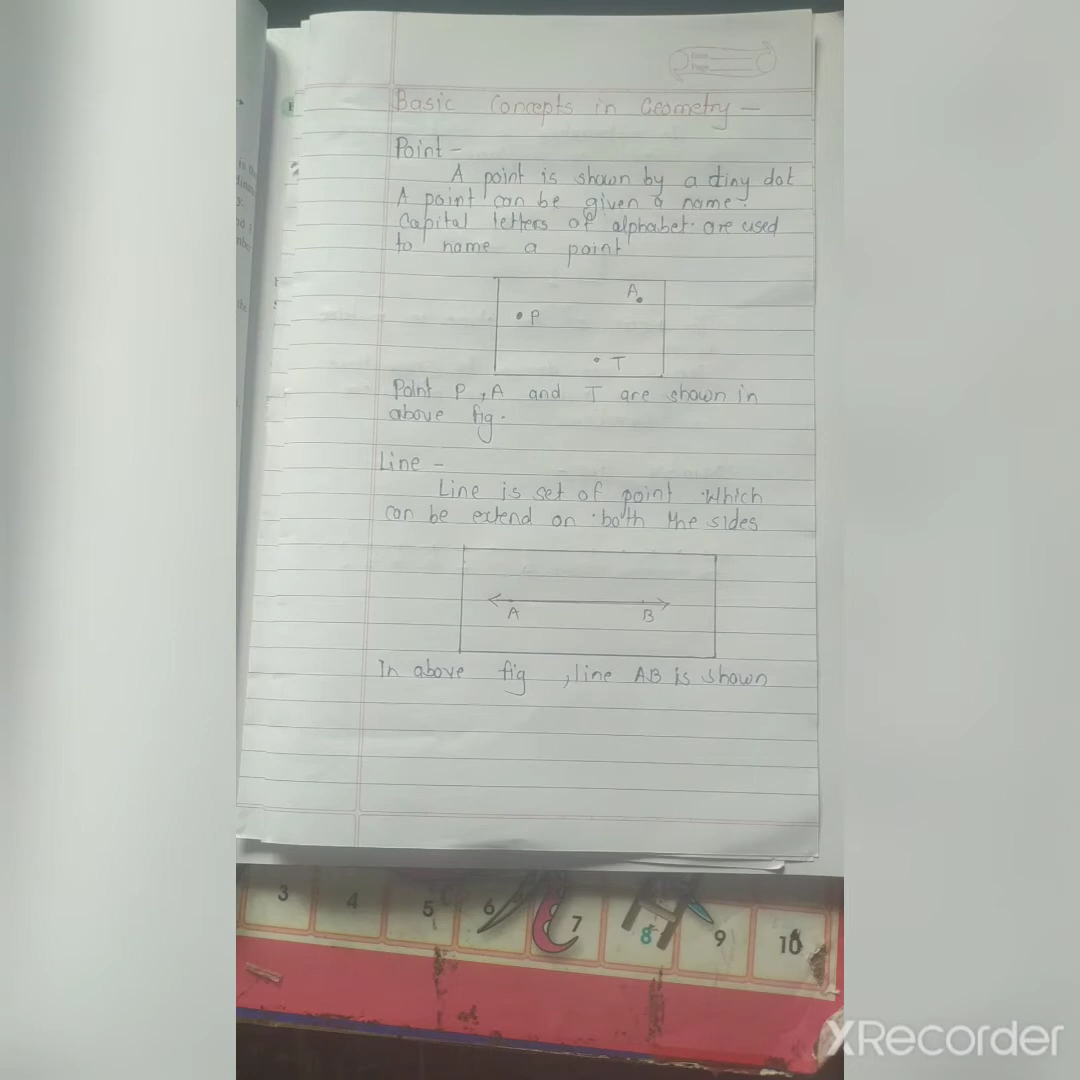 Basic Concepts in Geometry -
Point -
A point is shown by a tiny dot
A point can be given a name.
Capital letters of alphabet. are used
to name a point
A
P
T
Point P, A and T are shown in
above fig.
Line -
Line is set of point which
can be extend on both the sides
A B
In above fig, line AB is shown
3 4 5 6 7 8 9 10
XRecorder